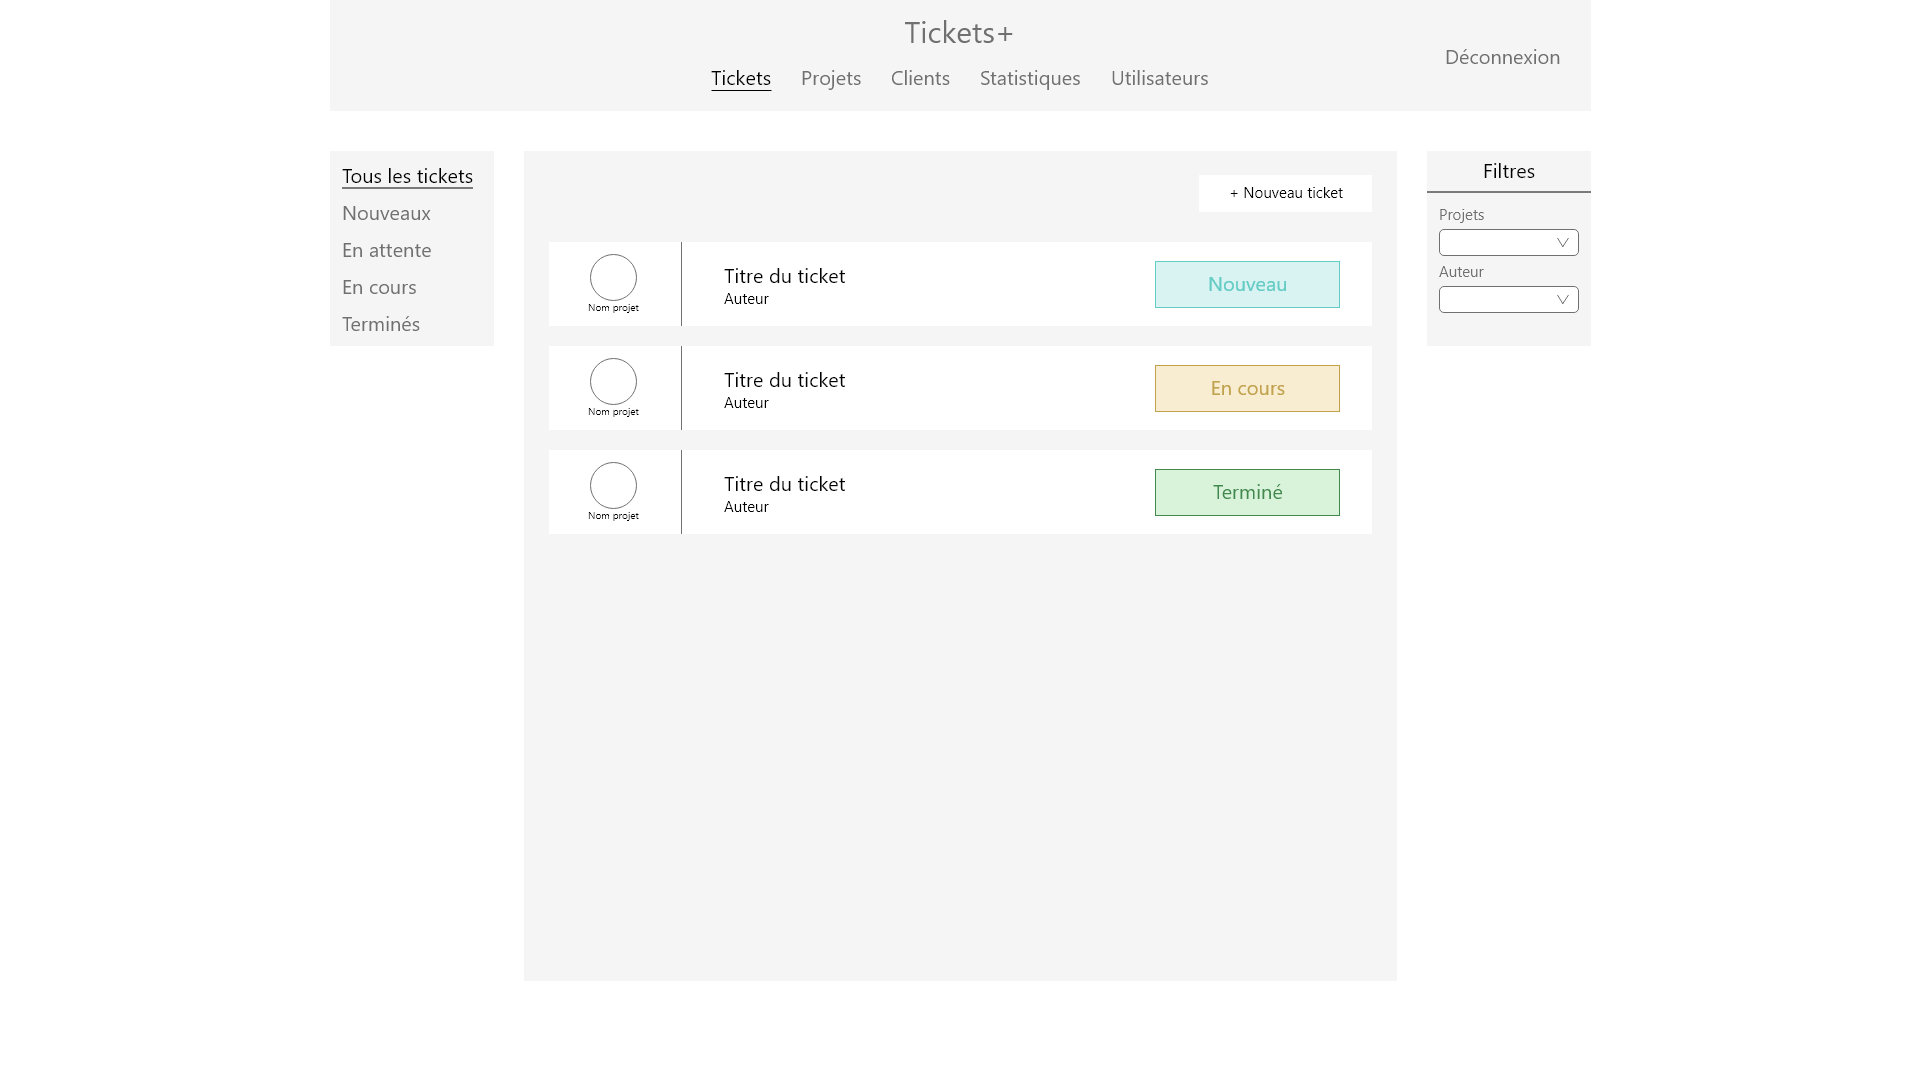 Tickets+
Tickets Projets Clients Statistiques Utilisateurs
Déconnexion
Tous les tickets
Nouveaux
En attente
En cours
Terminés
+ Nouveau ticket
Nom projet
Titre du ticket
Auteur
Nouveau
Nom projet
Titre du ticket
Auteur
En cours
Nom projet
Titre du ticket
Auteur
Terminé
Filtres
Projets
Auteur